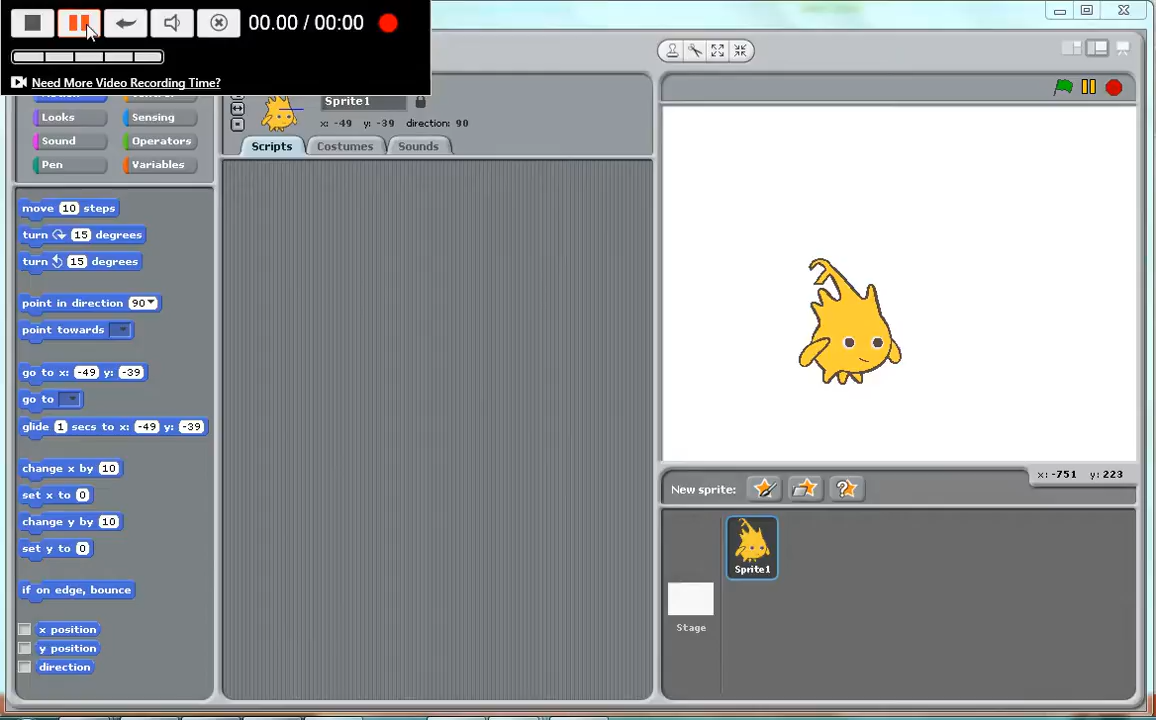 00.00 / 00:00
Need More Video Recording Time?
Looks
Sensing
Sound
Operators
Pen
Variables
Sprite1
x: -49 y: -39 direction: 90
Scripts
Costumes
Sounds
move 10 steps
turn 15 degrees
turn 15 degrees
point in direction 90
point towards
go to x: -49 y: -39
go to
glide 1 secs to x: -49 y: -39
change x by 10
set x to 0
change y by 10
set y to 0
if on edge, bounce
x position
y position
direction
x: -751 y: 223
New sprite:
Sprite1
Stage